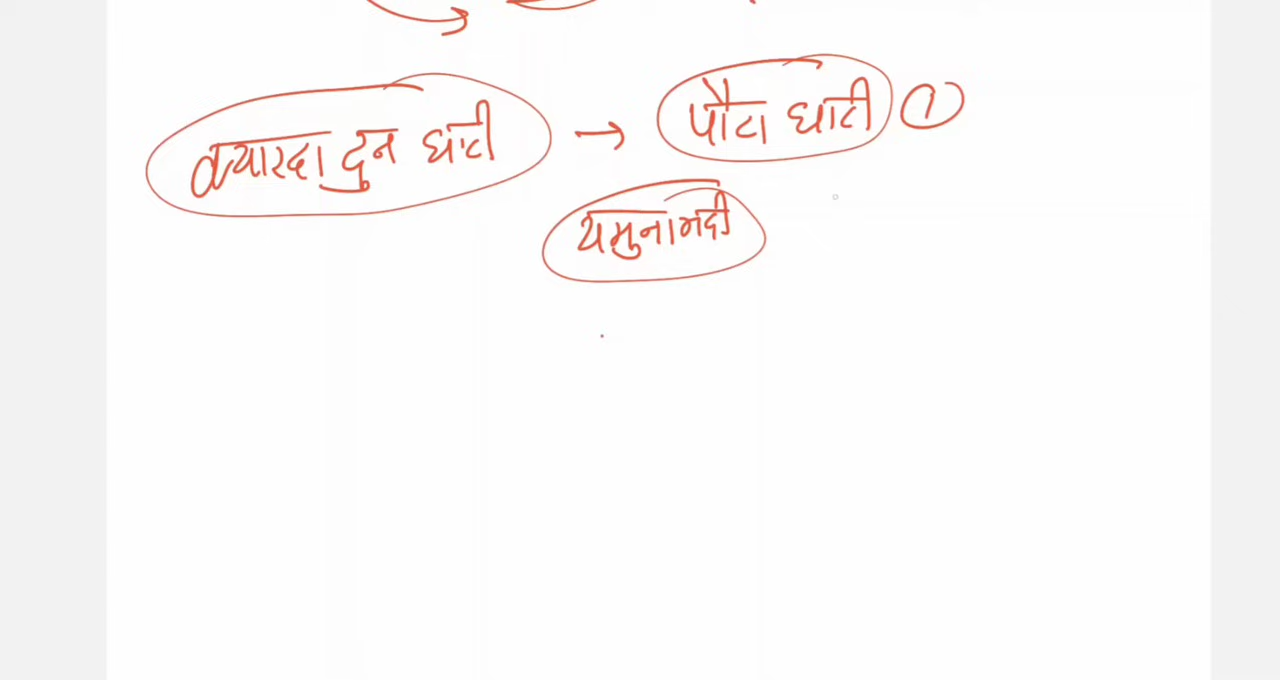 क्यारदा दुन घाटी → पौंटा घाटी ①
यमुना नदी